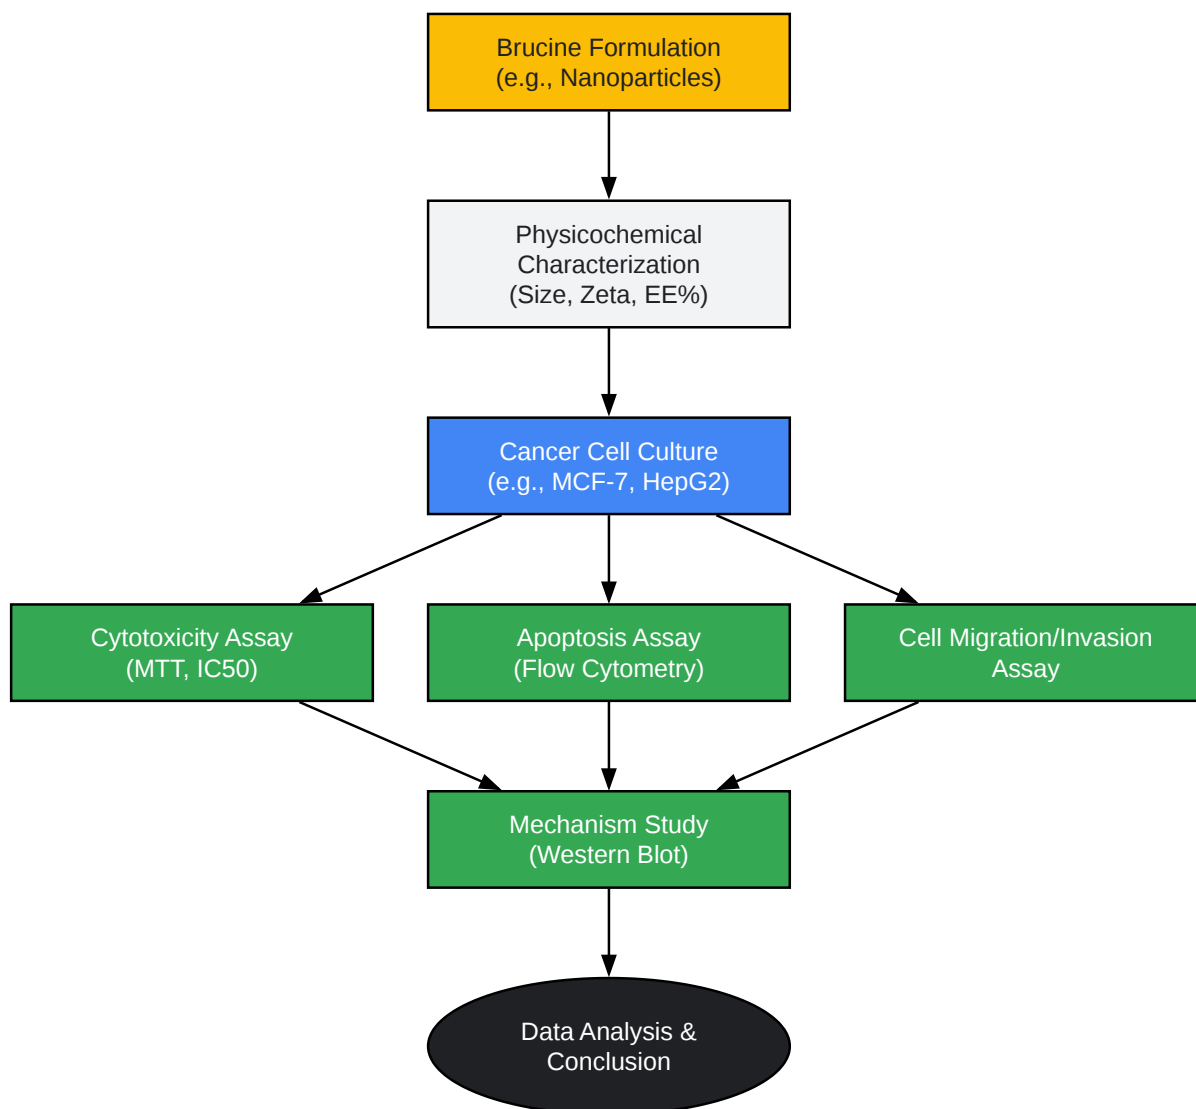 Brucine Formulation
(e.g., Nanoparticles)
Physicochemical
Characterization
(Size, Zeta, EE%)
Cancer Cell Culture
(e.g., MCF-7, HepG2)
Cytotoxicity Assay
(MTT, IC50)
Apoptosis Assay
(Flow Cytometry)
Cell Migration/Invasion
Assay
Mechanism Study
(Western Blot)
Data Analysis &
Conclusion